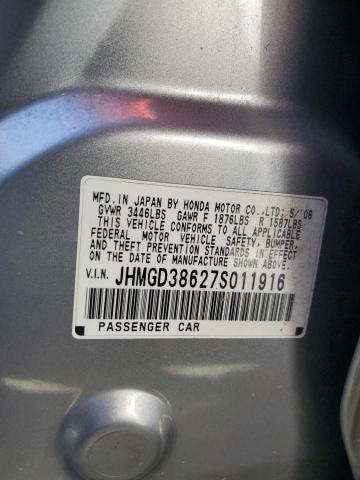 MFD. IN JAPAN BY HONDA MOTOR CO.,LTD; 5/'06
GVWR 3446LBS GAWR F 1876LBS R 1587LBS
THIS VEHICLE CONFORMS TO ALL APPLICABLE
FEDERAL MOTOR VEHICLE SAFETY, BUMPER,
AND THEFT PREVENTION STANDARDS IN EFFECT
ON THE DATE OF MANUFACTURE SHOWN ABOVE.
V.I.N. JHMGD38627S011916
PASSENGER CAR